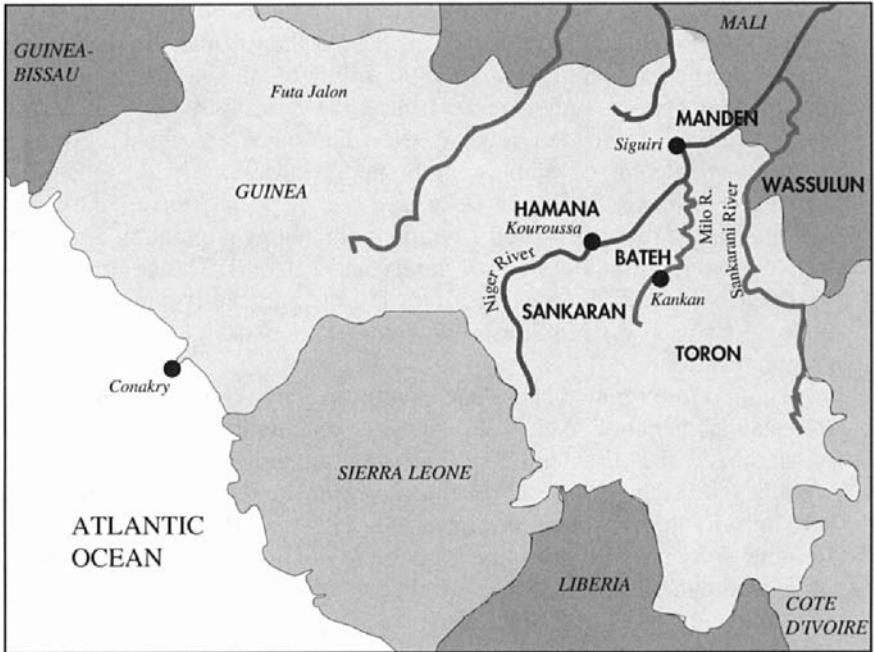 GUINEA-
BISSAU
MALI
Futa Jalon
MANDEN
Siguiri
GUINEA
WASSULUN
HAMANA
Kouroussa
Milo R.
Sankarani River
BATEH
Niger River
Kankan
SANKARAN
TORON
Conakry
SIERRA LEONE
ATLANTIC
OCEAN
LIBERIA
COTE
D'IVOIRE